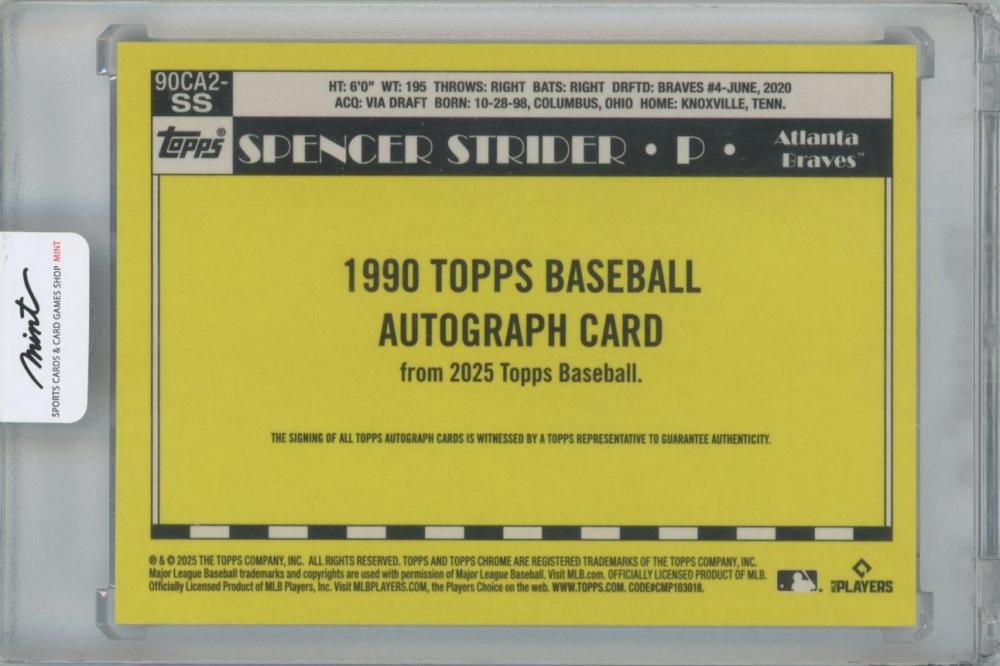 90CA2-
SS
HT: 6'0" WT: 195 THROWS: RIGHT BATS: RIGHT DRFTD: BRAVES #4-JUNE, 2020
ACQ: VIA DRAFT BORN: 10-28-98, COLUMBUS, OHIO HOME: KNOXVILLE, TENN.
Topps®
SPENCER STRIDER • P •
Atlanta
Braves™
1990 TOPPS BASEBALL
AUTOGRAPH CARD
from 2025 Topps Baseball.
THE SIGNING OF ALL TOPPS AUTOGRAPH CARDS IS WITNESSED BY A TOPPS REPRESENTATIVE TO GUARANTEE AUTHENTICITY.
® & © 2025 THE TOPPS COMPANY, INC. ALL RIGHTS RESERVED. TOPPS AND TOPPS CHROME ARE REGISTERED TRADEMARKS OF THE TOPPS COMPANY, INC.
Major League Baseball trademarks and copyrights are used with permission of Major League Baseball. Visit MLB.com. OFFICIALLY LICENSED PRODUCT OF MLB.
Officially Licensed Product of MLB Players, Inc. Visit MLBPLAYERS.COM, the Players Choice on the web. WWW.TOPPS.COM. CODE#CMP103018.
MLB PLAYERS
mint
SPORTS CARDS & CARD GAMES SHOP MINT